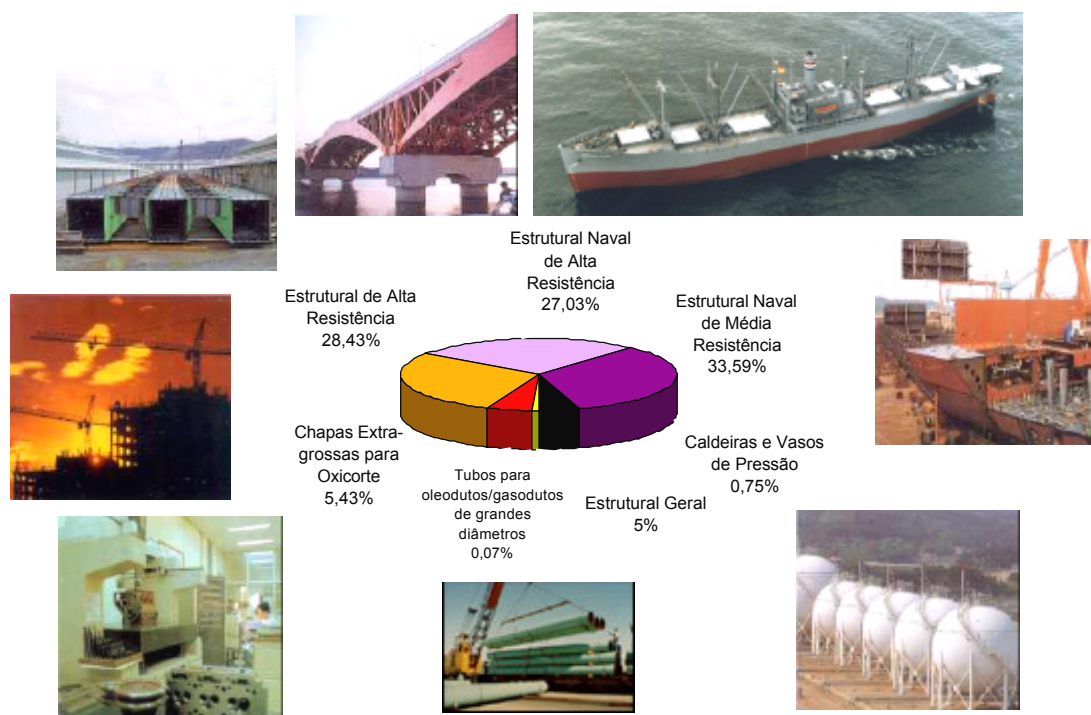 Estrutural Naval
de Alta
Resistência
27,03%
Estrutural de Alta
Resistência
28,43%
Estrutural Naval
de Média
Resistência
33,59%
Chapas Extra-
grossas para
Oxicorte
5,43%
Tubos para
oleodutos/gasodutos
de grandes
diâmetros
0,07%
Estrutural Geral
5%
Caldeiras e Vasos
de Pressão
0,75%